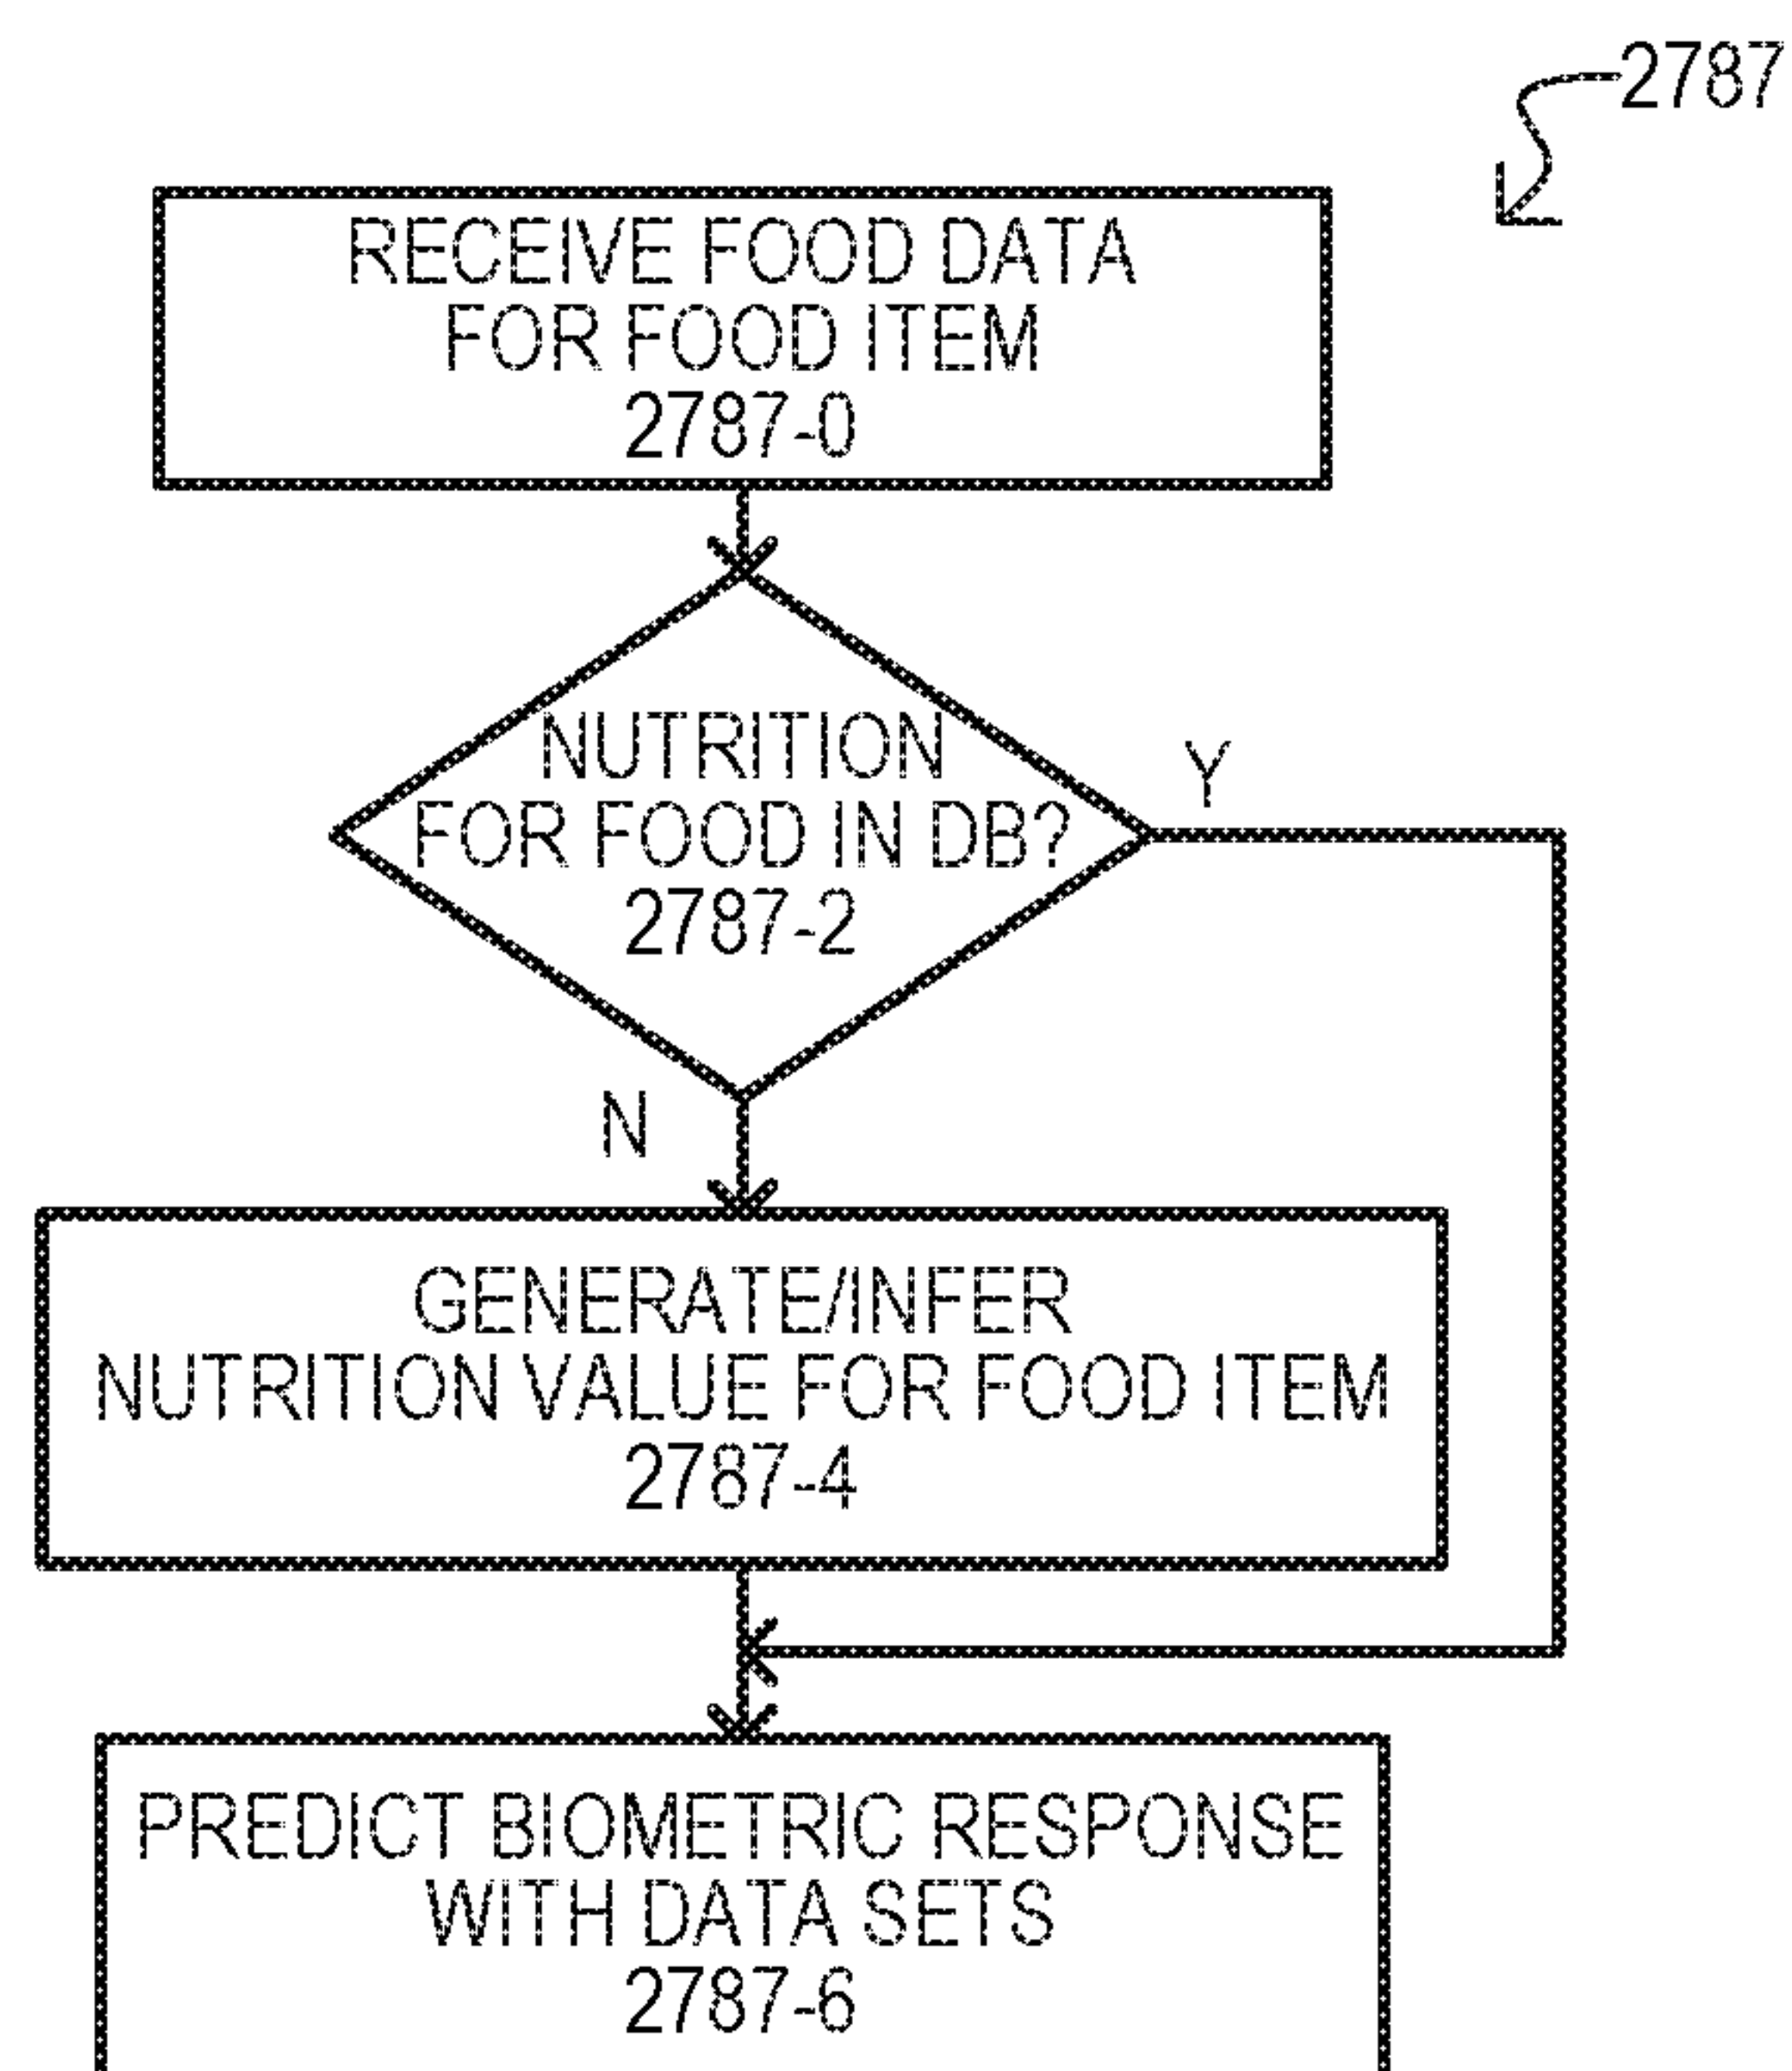 2787
RECEIVE FOOD DATA
FOR FOOD ITEM
2787-0
NUTRITION
FOR FOOD IN DB?
2787-2
Y
N
GENERATE/INFER
NUTRITION VALUE FOR FOOD ITEM
2787-4
PREDICT BIOMETRIC RESPONSE
WITH DATA SETS
2787-6